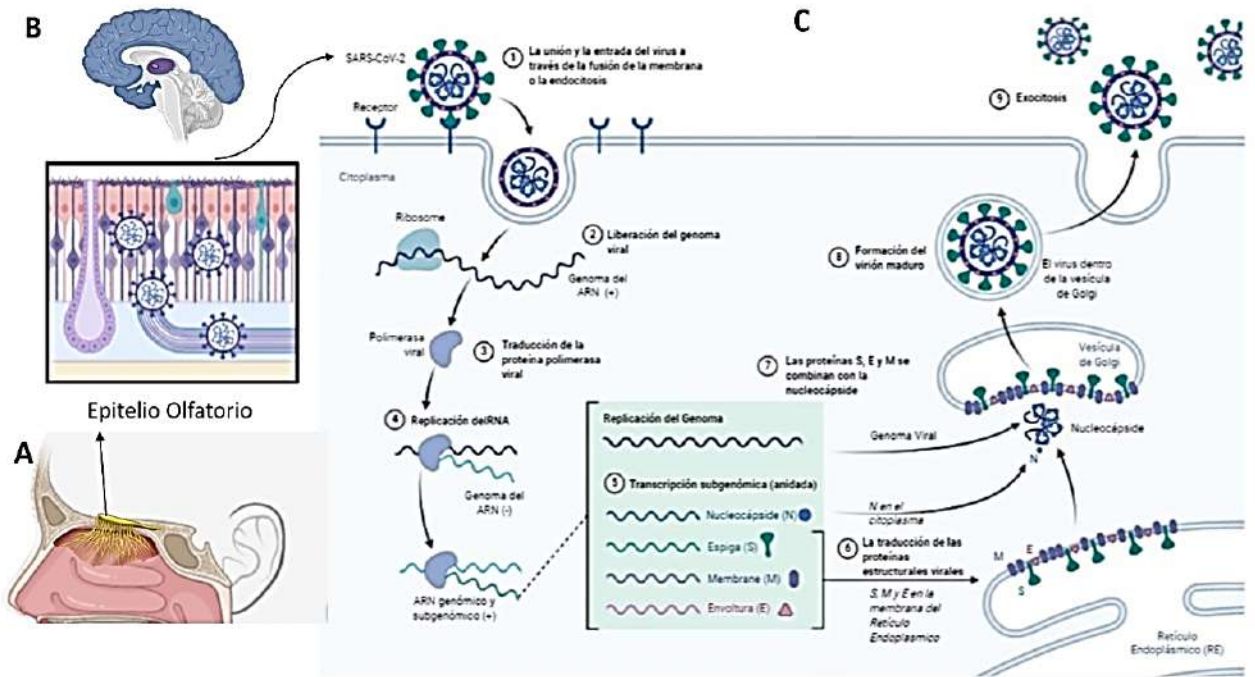 B
C
A
Epitelio Olfatorio
SARS-CoV-2
Receptor
Citoplasma
1 La unión y la entrada del virus a
través de la fusión de la membrana
o la endocitosis
Ribosome
2 Liberación del genoma
viral
Genoma del
ARN (+)
Polimerasa
viral
3 Traducción de la
proteina polimerasa
viral
4 Replicación delRNA
Genoma del
ARN (-)
ARN genómico y
subgenómico (+)
Replicación del Genoma
5 Transcripción subgenómica (anidada)
Nucleocápside (N)
Espiga (S)
Membrane (M)
Envoltura (E)
Genoma Viral
N en el
citoplasma
6 La traducción de las
proteinas
estructurales virales
S, M y E en la
membrana del
Retículo
Endoplasmico
M
E
S
Retículo
Endoplásmico (RE)
7 Las proteínas S, E y M se
combinan con la
nucleocápside
Vesícula
de Golgi
Nucleocápside
N
8 Formación del
virión maduro
El virus dentro
de la vesícula
de Golgi
9 Exocitosis